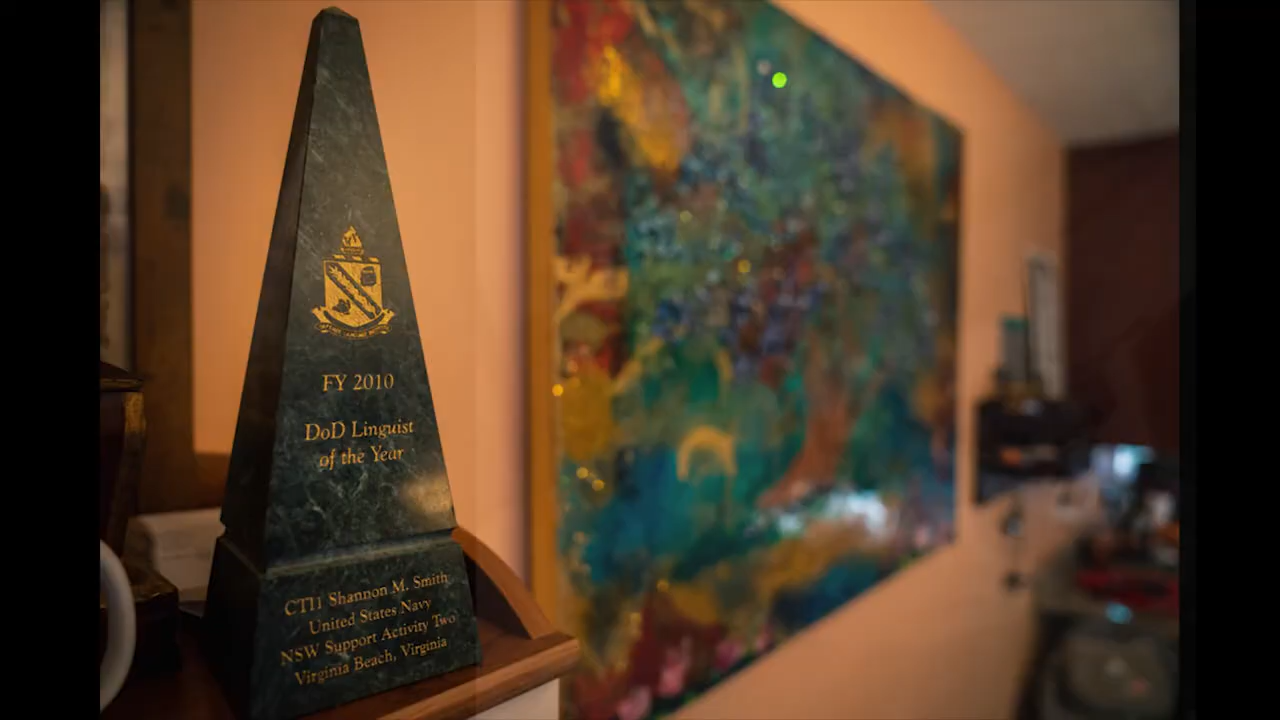 FY 2010
DoD Linguist
of the Year
CTI1 Shannon M. Smith
United States Navy
NSW Support Activity Two
Virginia Beach, Virginia